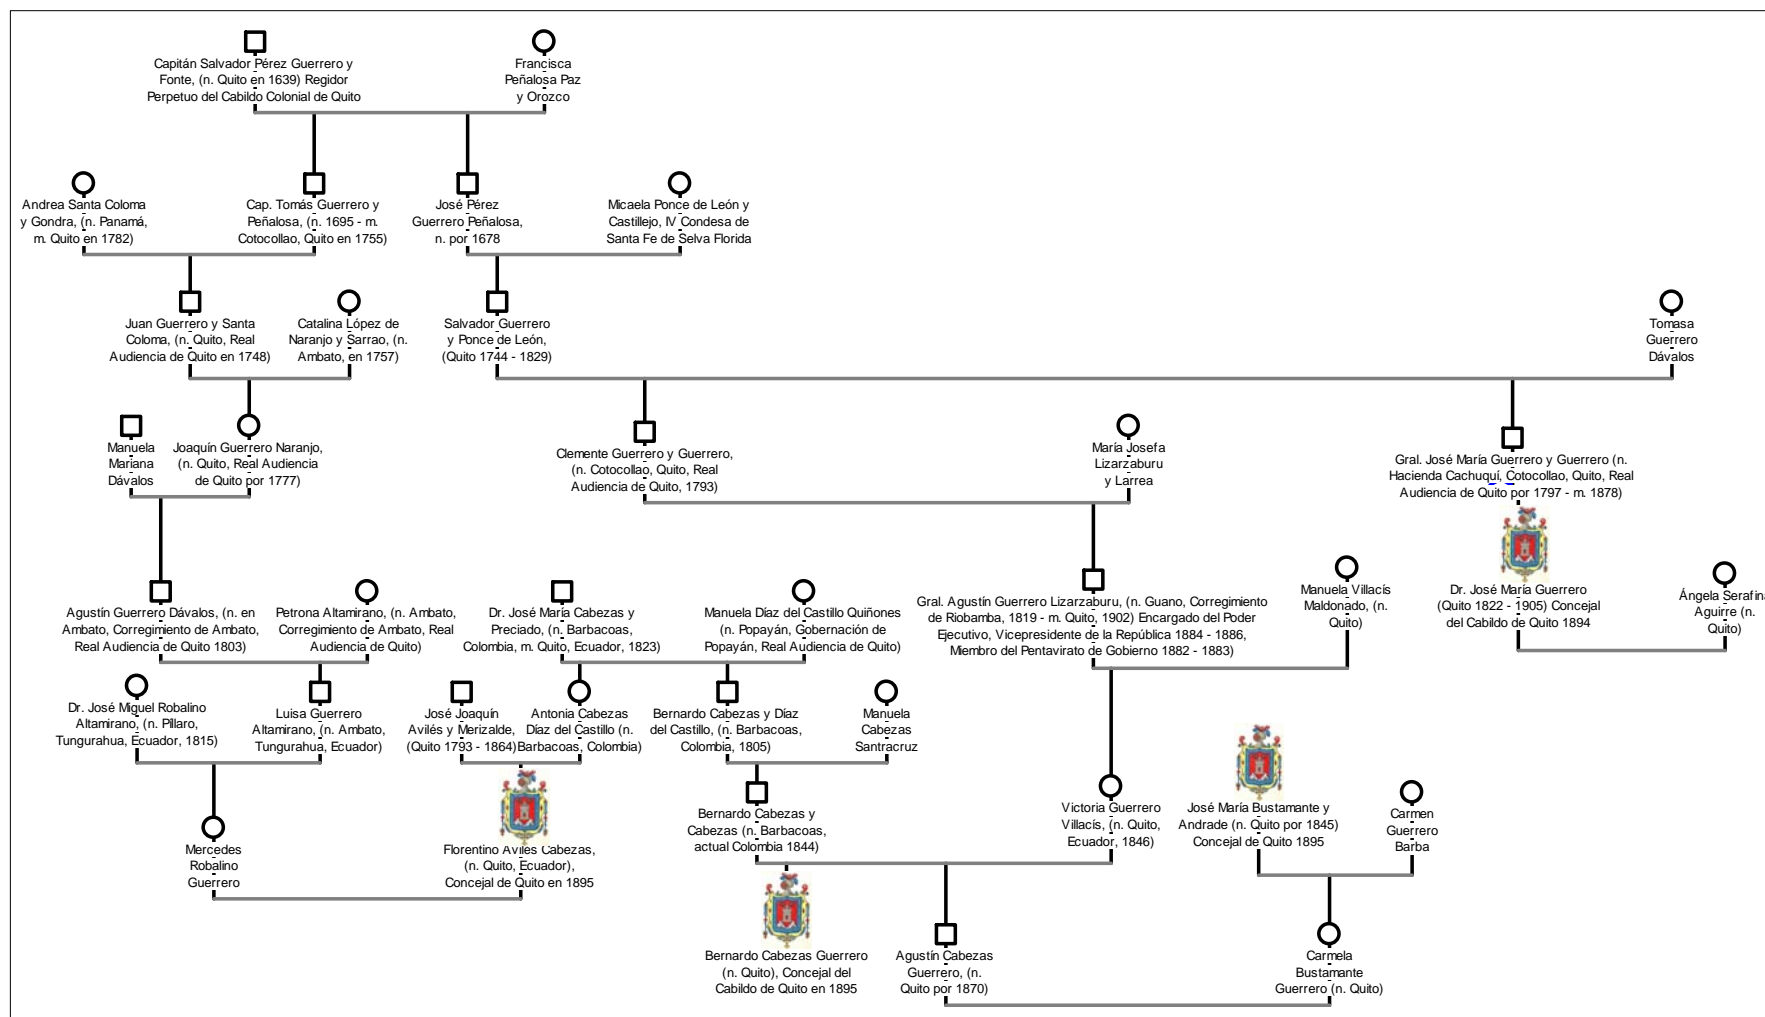 Capitán Salvador Pérez Guerrero y
Fonte, (n. Quito en 1639) Regidor
Perpetuo del Cabildo Colonial de Quito
Francisca
Peñalosa Paz
y Orozco
Andrea Santa Coloma
y Gondra, (n. Panamá,
m. Quito en 1782)
Cap. Tomás Guerrero y
Peñalosa, (n. 1695 - m.
Cotocollao, Quito en 1755)
José Pérez
Guerrero Peñalosa,
n. por 1678
Micaela Ponce de León y
Castillejo, IV Condesa de
Santa Fe de Selva Florida
Juan Guerrero y Santa
Coloma, (n. Quito, Real
Audiencia de Quito en 1748)
Catalina López de
Naranjo y Sarrao, (n.
Ambato, en 1757)
Salvador Guerrero
y Ponce de León,
(Quito 1744 - 1829)
Tomasa
Guerrero
Dávalos
Manuela
Mariana
Dávalos
Joaquín Guerrero Naranjo,
(n. Quito, Real Audiencia
de Quito por 1777)
Clemente Guerrero y Guerrero,
(n. Cotocollao, Quito, Real
Audiencia de Quito, 1793)
María Josefa
Lizarzaburu
y Larrea
Gral. José María Guerrero y Guerrero (n.
Hacienda Cachuquí, Cotocollao, Quito, Real
Audiencia de Quito por 1797 - m. 1878)
Agustín Guerrero Dávalos, (n. en
Ambato, Corregimiento de Ambato,
Real Audiencia de Quito 1803)
Petrona Altamirano, (n. Ambato,
Corregimiento de Ambato, Real
Audiencia de Quito)
Dr. José María Cabezas y
Preciado, (n. Barbacoas,
Colombia, m. Quito, Ecuador, 1823)
Manuela Díaz del Castillo Quiñones
(n. Popayán, Gobernación de
Popayán, Real Audiencia de Quito)
Gral. Agustín Guerrero Lizarzaburu, (n. Guano, Corregimiento
de Riobamba, 1819 - m. Quito, 1902) Encargado del Poder
Ejecutivo, Vicepresidente de la República 1884 - 1886,
Miembro del Pentavirato de Gobierno 1882 - 1883)
Manuela Villacís
Maldonado, (n.
Quito)
Dr. José María Guerrero
(Quito 1822 - 1905) Concejal
del Cabildo de Quito 1894
Ángela Serafina
Aguirre (n.
Quito)
Dr. José Miguel Robalino
Altamirano, (n. Píllaro,
Tungurahua, Ecuador, 1815)
Luisa Guerrero
Altamirano, (n. Ambato,
Tungurahua, Ecuador)
José Joaquín
Avilés y Merizalde,
(Quito 1793 - 1864)
Antonia Cabezas
Díaz del Castillo (n.
Barbacoas, Colombia)
Bernardo Cabezas y Díaz
del Castillo, (n. Barbacoas,
Colombia, 1805)
Manuela
Cabezas
Santracruz
Mercedes
Robalino
Guerrero
Florentino Avilés Cabezas,
(n. Quito, Ecuador),
Concejal de Quito en 1895
Bernardo Cabezas y
Cabezas (n. Barbacoas,
actual Colombia 1844)
Victoria Guerrero
Villacís, (n. Quito,
Ecuador, 1846)
José María Bustamante y
Andrade (n. Quito por 1845)
Concejal de Quito 1895
Carmen
Guerrero
Barba
Bernardo Cabezas Guerrero
(n. Quito), Concejal del
Cabildo de Quito en 1895
Agustín Cabezas
Guerrero, (n.
Quito por 1870)
Carmela
Bustamante
Guerrero (n. Quito)